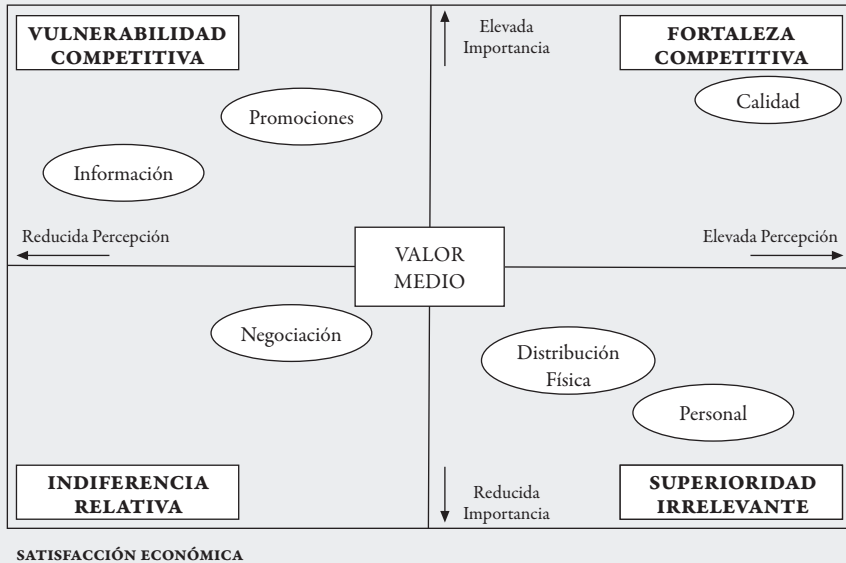 VULNERABILIDAD
COMPETITIVA
Elevada
Importancia
FORTALEZA
COMPETITIVA
Calidad
Promociones
Información
Reducida Percepción
VALOR
MEDIO
Elevada Percepción
Negociación
Distribución
Física
Personal
INDIFERENCIA
RELATIVA
Reducida
Importancia
SUPERIORIDAD
IRRELEVANTE
SATISFACCIÓN ECONÓMICA